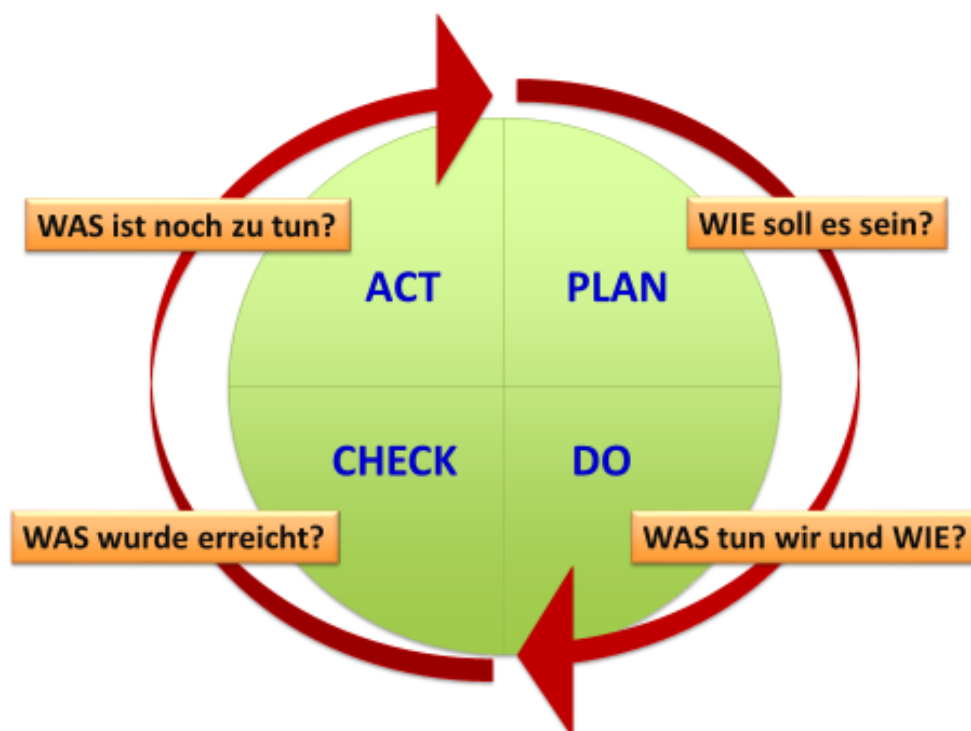 WAS ist noch zu tun?
WIE soll es sein?
ACT
PLAN
CHECK
DO
WAS wurde erreicht?
WAS tun wir und WIE?